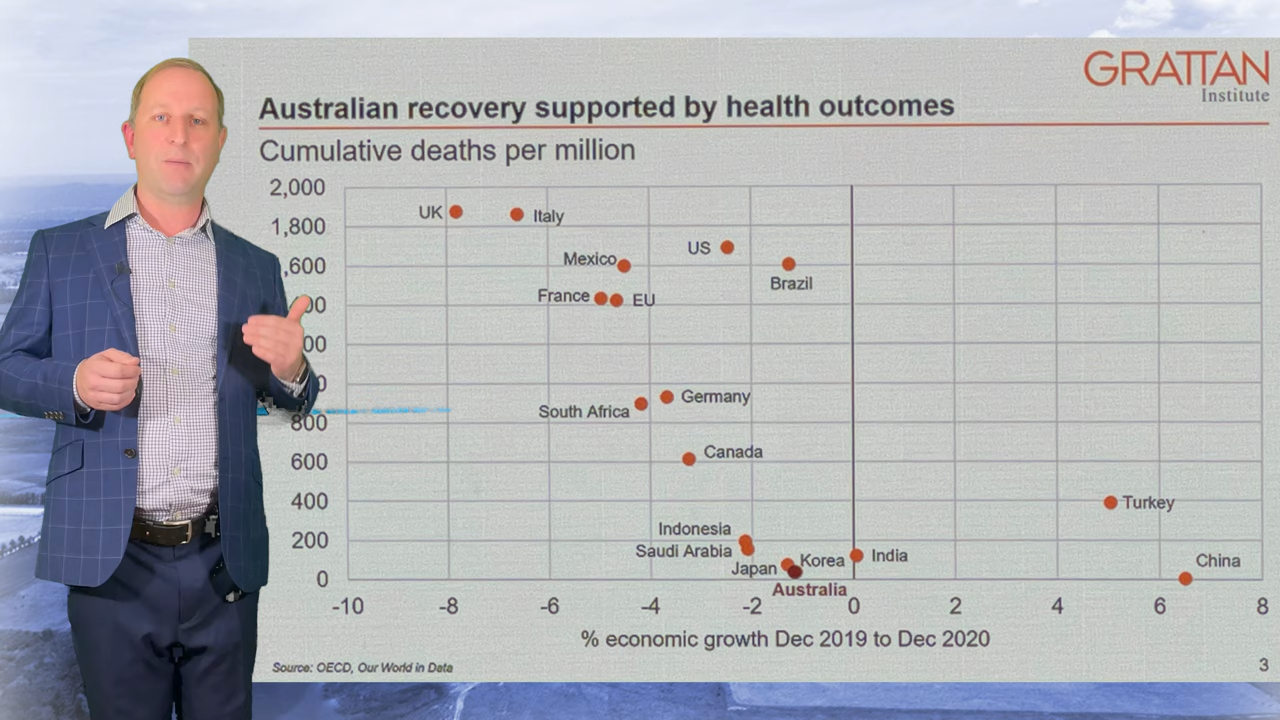 GRATTAN
Institute
Australian recovery supported by health outcomes
Cumulative deaths per million
2,000
UK
Italy
1,800
US
Mexico
,600
Brazil
France
EU
00
00
0
Germany
South Africa
800
Canada
600
400
Turkey
Indonesia
200
Saudi Arabia
Korea
India
China
Japan
0
Australia
-10 -8 -6 -4 -2 0 2 4 6 8
% economic growth Dec 2019 to Dec 2020
Source: OECD, Our World in Data
3